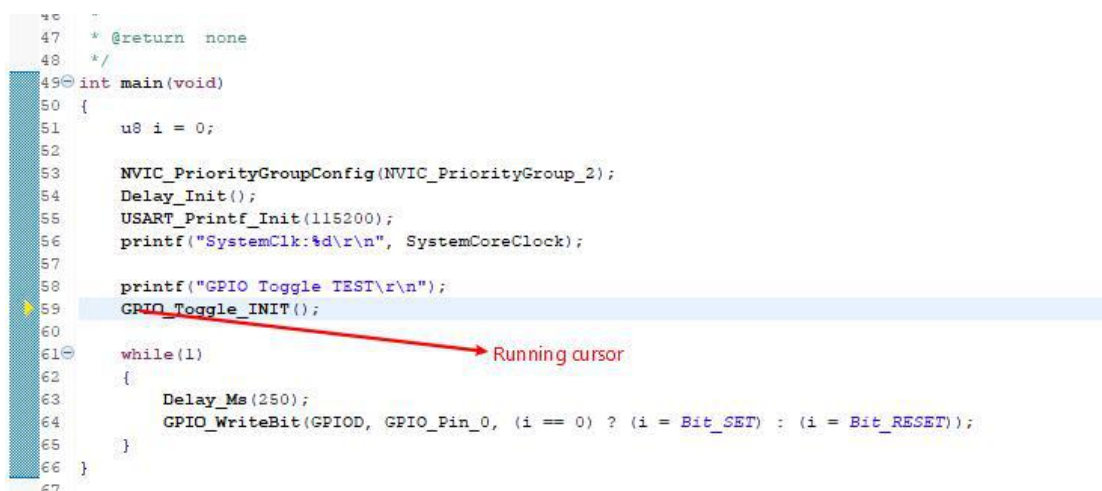 46 *
47 * @return none
48 */
49 int main(void)
50 {
51 u8 i = 0;
52
53 NVIC_PriorityGroupConfig(NVIC_PriorityGroup_2);
54 Delay_Init();
55 USART_Printf_Init(115200);
56 printf("SystemClk:%d\r\n", SystemCoreClock);
57
58 printf("GPIO Toggle TEST\r\n");
59 GPIO_Toggle_INIT();
60
61 while(1)
Running cursor
62 {
63 Delay_Ms(250);
64 GPIO_WriteBit(GPIOD, GPIO_Pin_0, (i == 0) ? (i = Bit_SET) : (i = Bit_RESET));
65 }
66 }
67